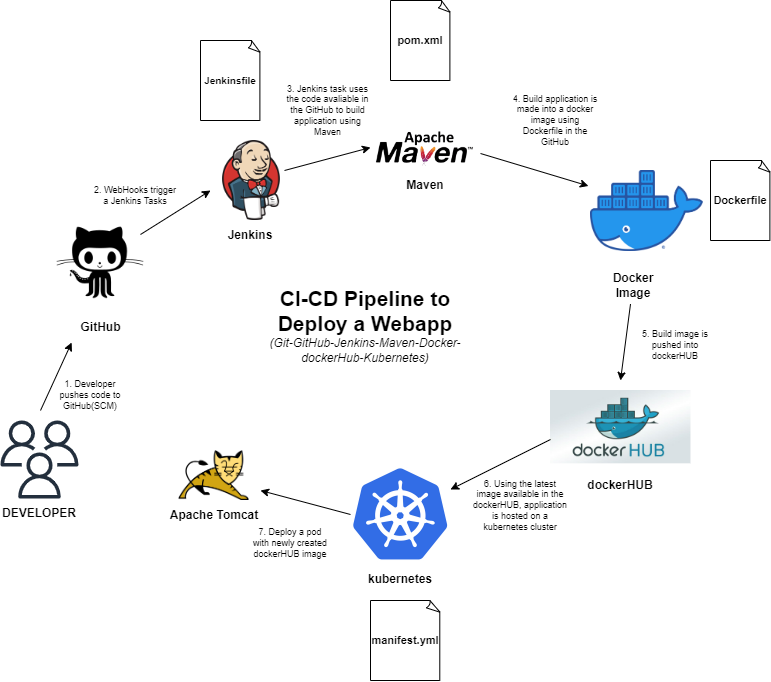 pom.xml
Jenkinsfile
3. Jenkins task uses
the code avaliable in
the GitHub to build
application using
Maven
4. Build application is
made into a docker
image using
Dockerfile in the
GitHub
Apache
Maven™
Maven
2. WebHooks trigger
a Jenkins Tasks
Jenkins
Dockerfile
Docker
Image
GitHub
CI-CD Pipeline to
Deploy a Webapp
(Git-GitHub-Jenkins-Maven-Docker-
dockerHub-Kubernetes)
5. Build image is
pushed into
dockerHUB
1. Developer
pushes code to
GitHub(SCM)
docker HUB
dockerHUB
DEVELOPER
Apache Tomcat
6. Using the latest
image available in the
dockerHUB, application
is hosted on a
kubernetes cluster
7. Deploy a pod
with newly created
dockerHUB image
kubernetes
manifest.yml